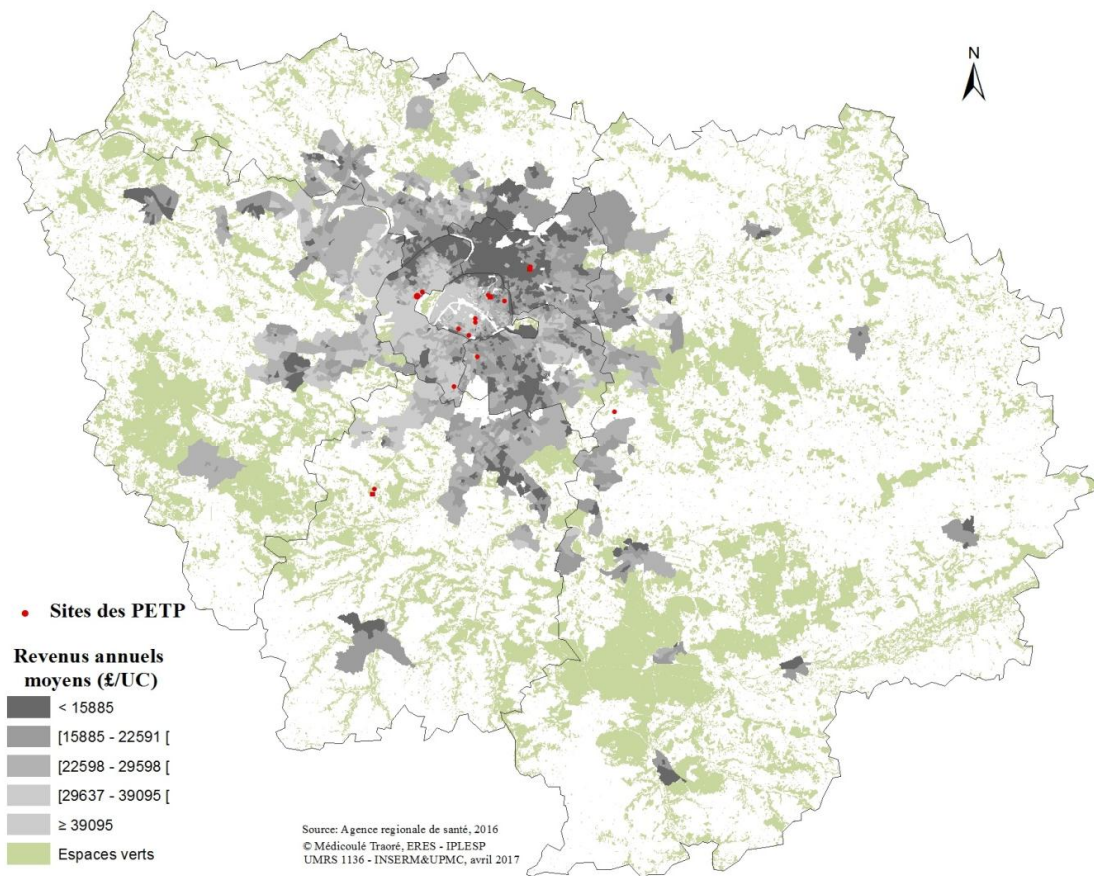 N
Sites des PETP
Revenus annuels
moyens (£/UC)
< 15885
[15885 - 22591 [
[22598 - 29598 [
[29637 - 39095 [
≥ 39095
Espaces verts
Source: Agence regionale de santé, 2016
© Médicoulé Traoré, ERES - IPLESP
UMRS 1136 - INSERM&UPMC, avril 2017